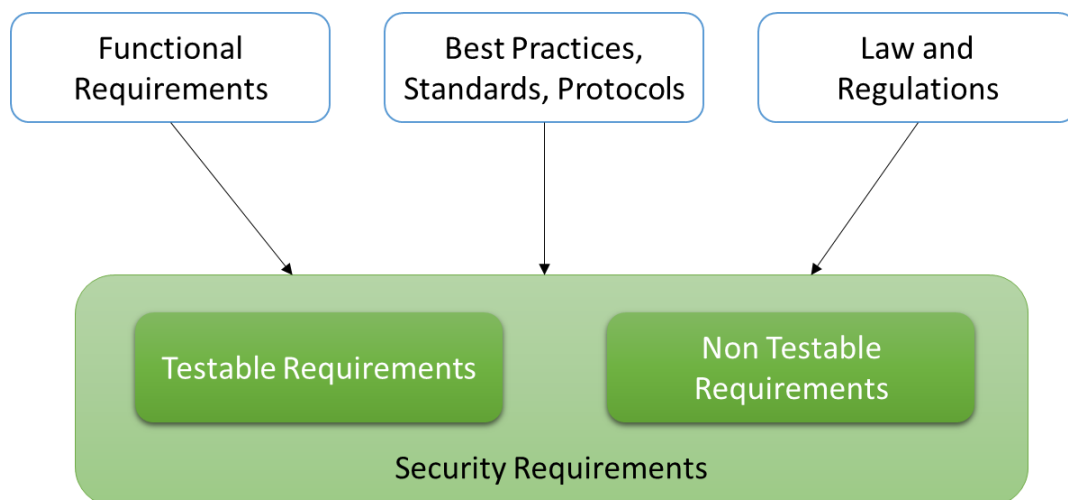 Functional
Requirements
Best Practices,
Standards, Protocols
Law and
Regulations
Testable Requirements
Non Testable
Requirements
Security Requirements